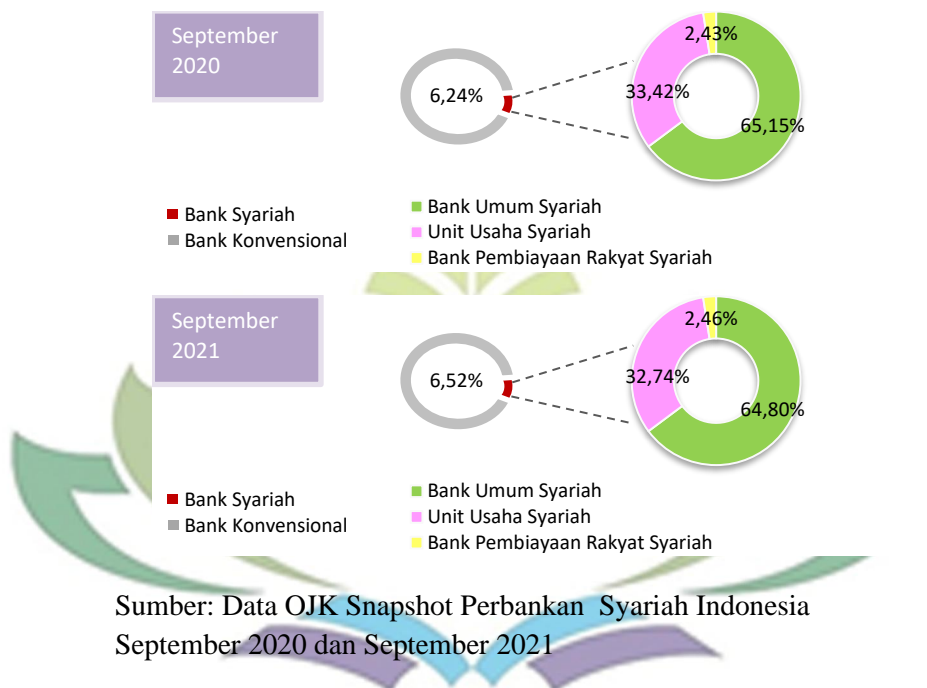 September
2020
6,24%
2,43%
33,42%
65,15%
Bank Syariah
Bank Konvensional
Bank Umum Syariah
Unit Usaha Syariah
Bank Pembiayaan Rakyat Syariah
September
2021
6,52%
2,46%
32,74%
64,80%
Bank Syariah
Bank Konvensional
Bank Umum Syariah
Unit Usaha Syariah
Bank Pembiayaan Rakyat Syariah
Sumber: Data OJK Snapshot Perbankan Syariah Indonesia
September 2020 dan September 2021